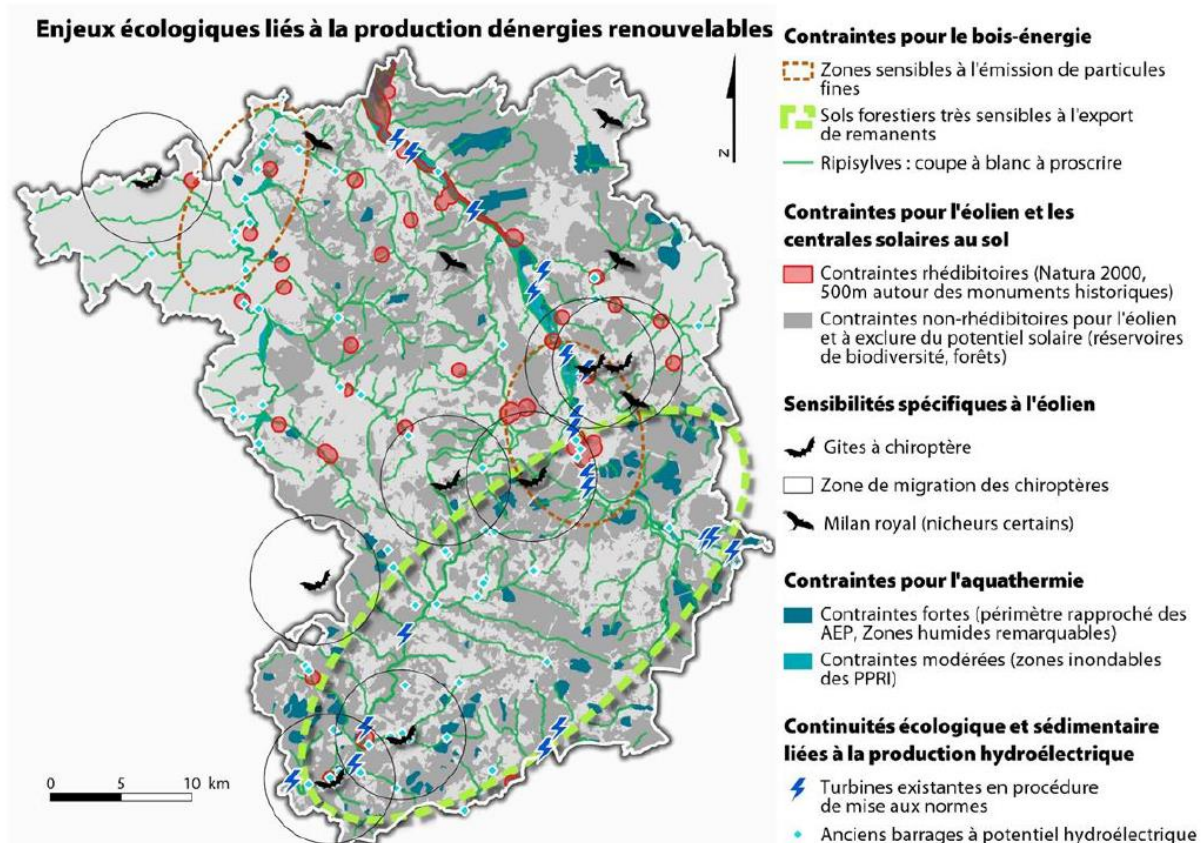 Enjeux écologiques liés à la production dénergies renouvelables
Z
0 5 10 km
Contraintes pour le bois-énergie
Zones sensibles à l'émission de particules
fines
Sols forestiers très sensibles à l'export
de remanents
Ripisylves : coupe à blanc à proscrire
Contraintes pour l'éolien et les
centrales solaires au sol
Contraintes rhédibitoires (Natura 2000,
500m autour des monuments historiques)
Contraintes non-rhédibitoires pour l'éolien
et à exclure du potentiel solaire (réservoires
de biodiversité, forêts)
Sensibilités spécifiques à l'éolien
Gites à chiroptère
Zone de migration des chiroptères
Milan royal (nicheurs certains)
Contraintes pour l'aquathermie
Contraintes fortes (périmètre rapproché des
AEP, Zones humides remarquables)
Contraintes modérées (zones inondables
des PPRI)
Continuités écologique et sédimentaire
liées à la production hydroélectrique
Turbines existantes en procédure
de mise aux normes
Anciens barrages à potentiel hydroélectrique